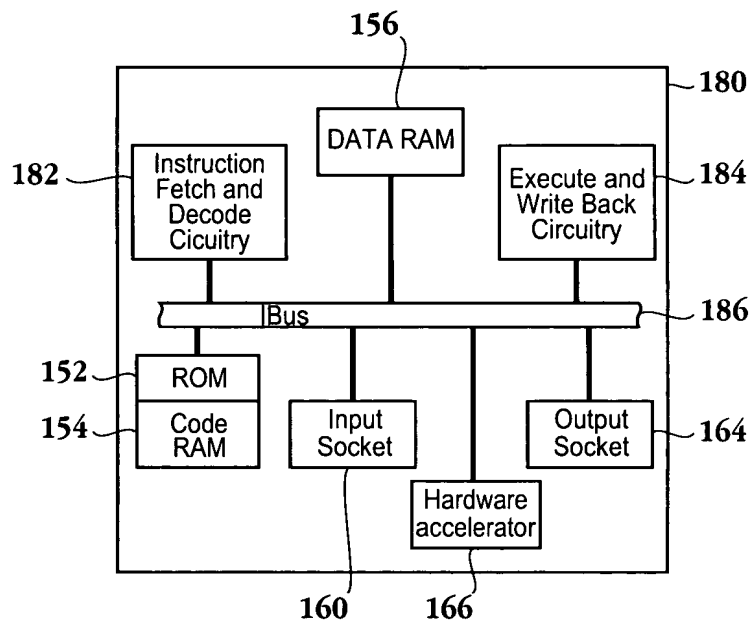 156
180
DATA RAM
182
Instruction
Fetch and
Decode
Cicuitry
Execute and
Write Back
Circuitry
184
Bus
186
152
ROM
154
Code
RAM
Input
Socket
Output
Socket
164
Hardware
accelerator
160
166